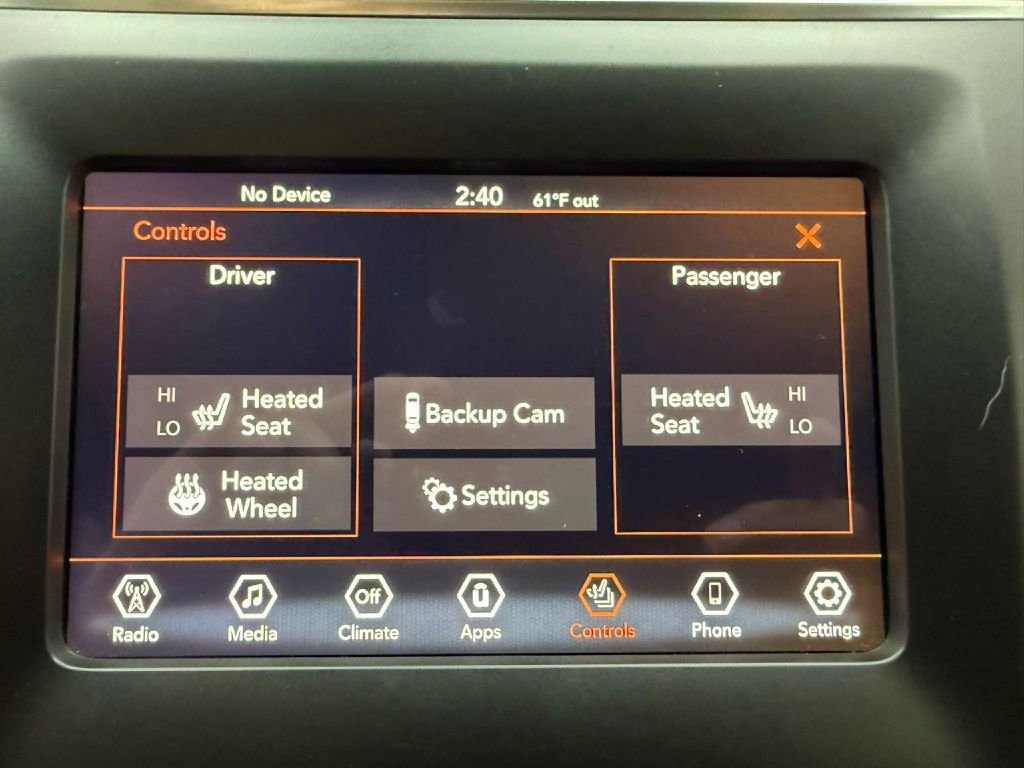 No Device 2:40 61°F out
Controls
Driver
HI
LO
Heated
Seat
Heated
Wheel
Backup Cam
Settings
Passenger
Heated
Seat
HI
LO
Radio
Media
Off
Climate
u
Apps
Controls
Phone
Settings